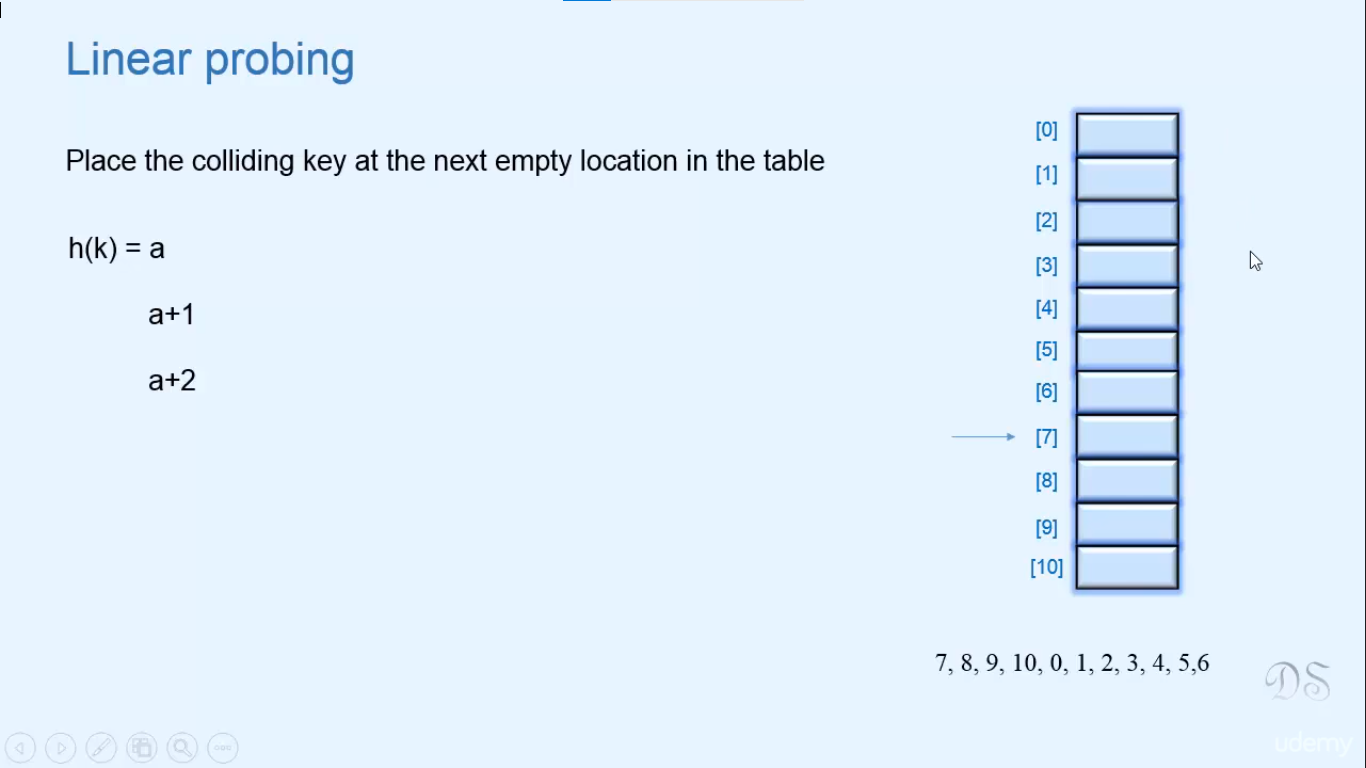 Linear probing
Place the colliding key at the next empty location in the table
h(k) = a
a+1
a+2
[0]
[1]
[2]
[3]
[4]
[5]
[6]
[7]
[8]
[9]
[10]
7, 8, 9, 10, 0, 1, 2, 3, 4, 5,6
DS
udemy